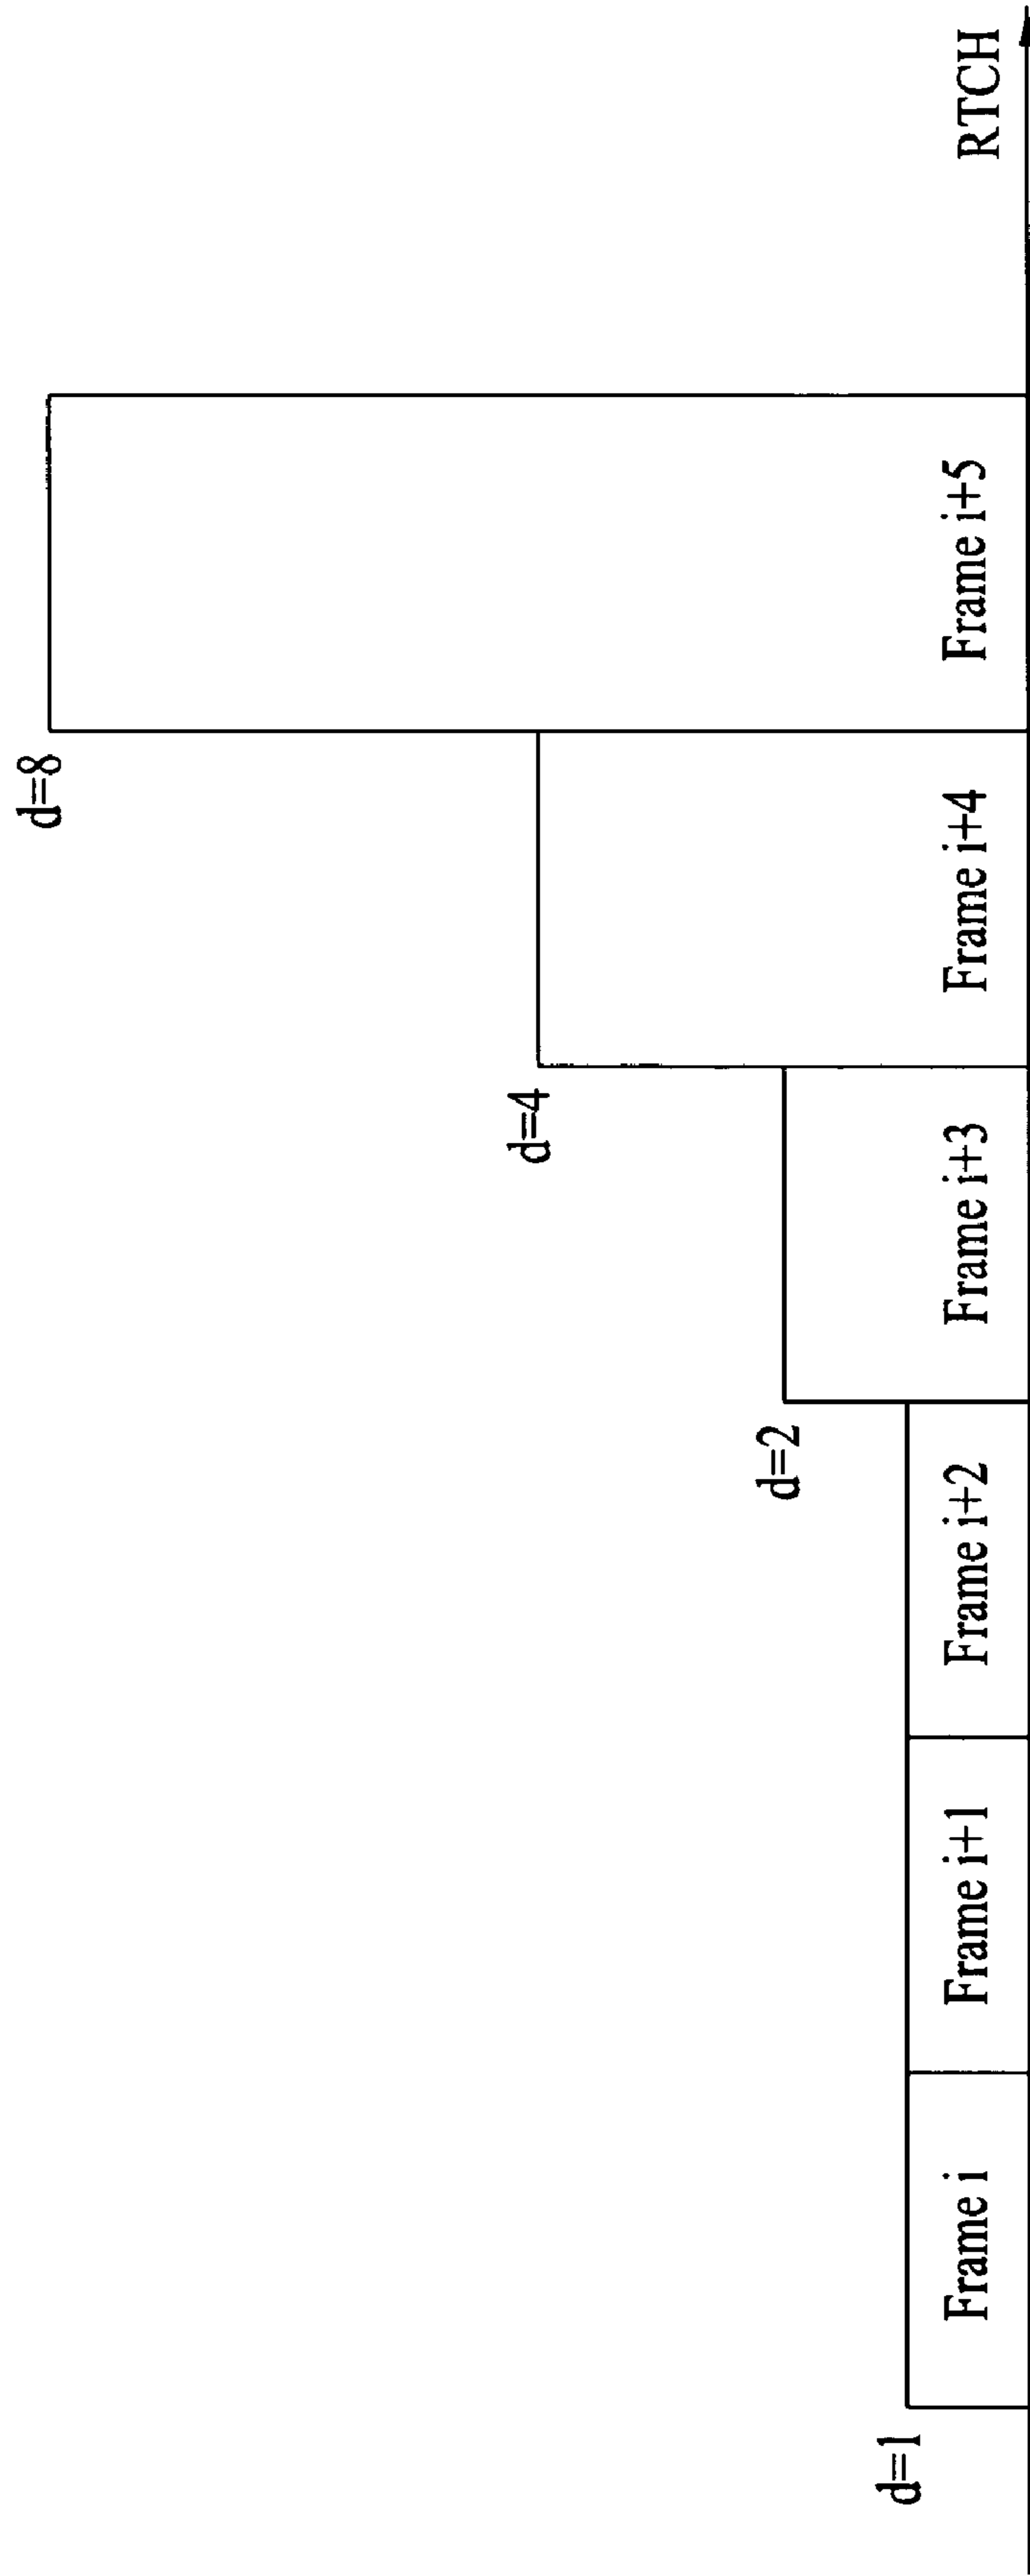 d=1
d=2
d=4
d=8
Frame i
Frame i+1
Frame i+2
Frame i+3
Frame i+4
Frame i+5
RTCH